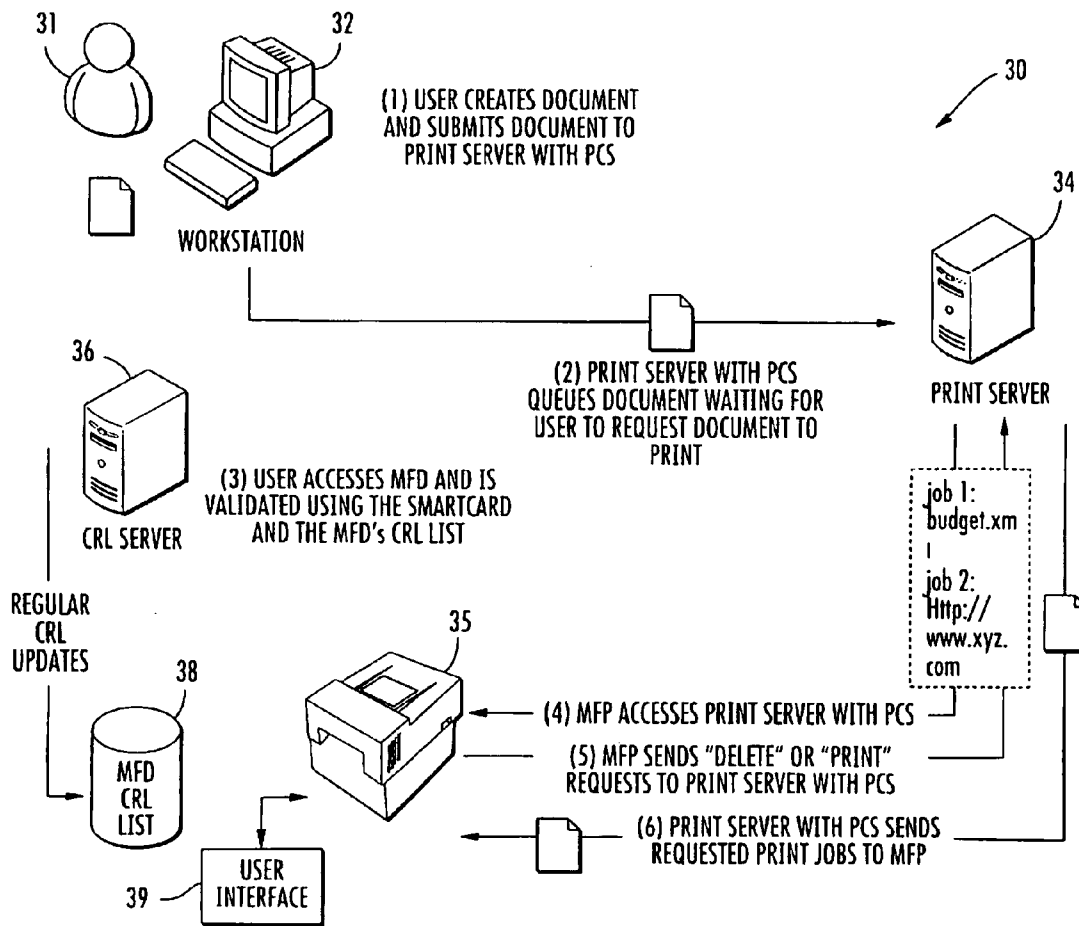 31
32
(1) USER CREATES DOCUMENT
AND SUBMITS DOCUMENT TO
PRINT SERVER WITH PCS
30
WORKSTATION
34
36
(2) PRINT SERVER WITH PCS
QUEUES DOCUMENT WAITING FOR
USER TO REQUEST DOCUMENT TO
PRINT
PRINT SERVER
(3) USER ACCESSES MFD AND IS
VALIDATED USING THE SMARTCARD
AND THE MFD's CRL LIST
CRL SERVER
job 1:
budget.xm
l
job 2:
Http://
www.xyz.
com
REGULAR
CRL
UPDATES
38
MFD
CRL
LIST
35
(4) MFP ACCESSES PRINT SERVER WITH PCS
(5) MFP SENDS "DELETE" OR "PRINT"
REQUESTS TO PRINT SERVER WITH PCS
(6) PRINT SERVER WITH PCS SENDS
REQUESTED PRINT JOBS TO MFP
USER
INTERFACE
39